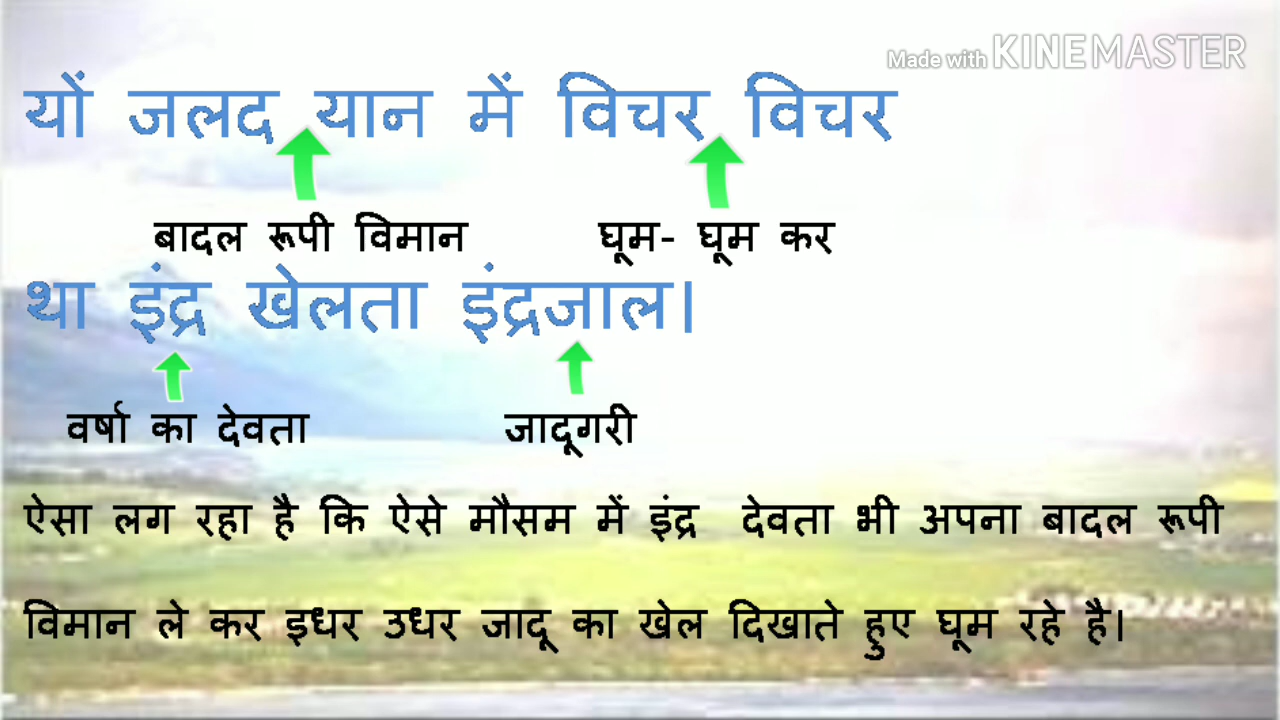 Made with KINEMASTER
यों जलद यान में विचर विचर
बादल रूपी विमान घूम- घूम कर
था इंद्र खेलता इंद्रजाल।
वर्षा का देवता जादूगरी
ऐसा लग रहा है कि ऐसे मौसम में इंद्र देवता भी अपना बादल रूपी
विमान ले कर इधर उधर जादू का खेल दिखाते हुए घूम रहे है।